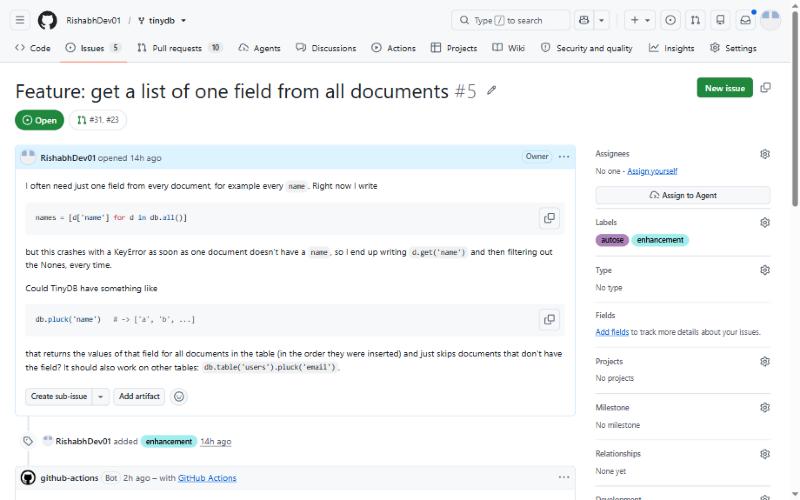 RishabhDev01 / tinydb
Type / to search
Code
Issues 5
Pull requests 10
Agents
Discussions
Actions
Projects
Wiki
Security and quality
Insights
Settings
Feature: get a list of one field from all documents #5
New issue
Open
#31, #23
RishabhDev01 opened 14h ago
Owner
I often need just one field from every document, for example every name. Right now I write
names = [d['name'] for d in db.all()]
but this crashes with a KeyError as soon as one document doesn't have a name, so I end up writing d.get('name') and then filtering out
the Nones, every time.
Could TinyDB have something like
db.pluck('name') # -> ['a', 'b', ...]
that returns the values of that field for all documents in the table (in the order they were inserted) and just skips documents that don't have
the field? It should also work on other tables: db.table('users').pluck('email').
Create sub-issue
Add artifact
RishabhDev01 added enhancement 14h ago
github-actions Bot 2h ago – with GitHub Actions
Assignees
No one - Assign yourself
Assign to Agent
Labels
autose enhancement
Type
No type
Fields
Add fields to track more details about your issue.
Projects
No projects
Milestone
No milestone
Relationships
None yet
Development